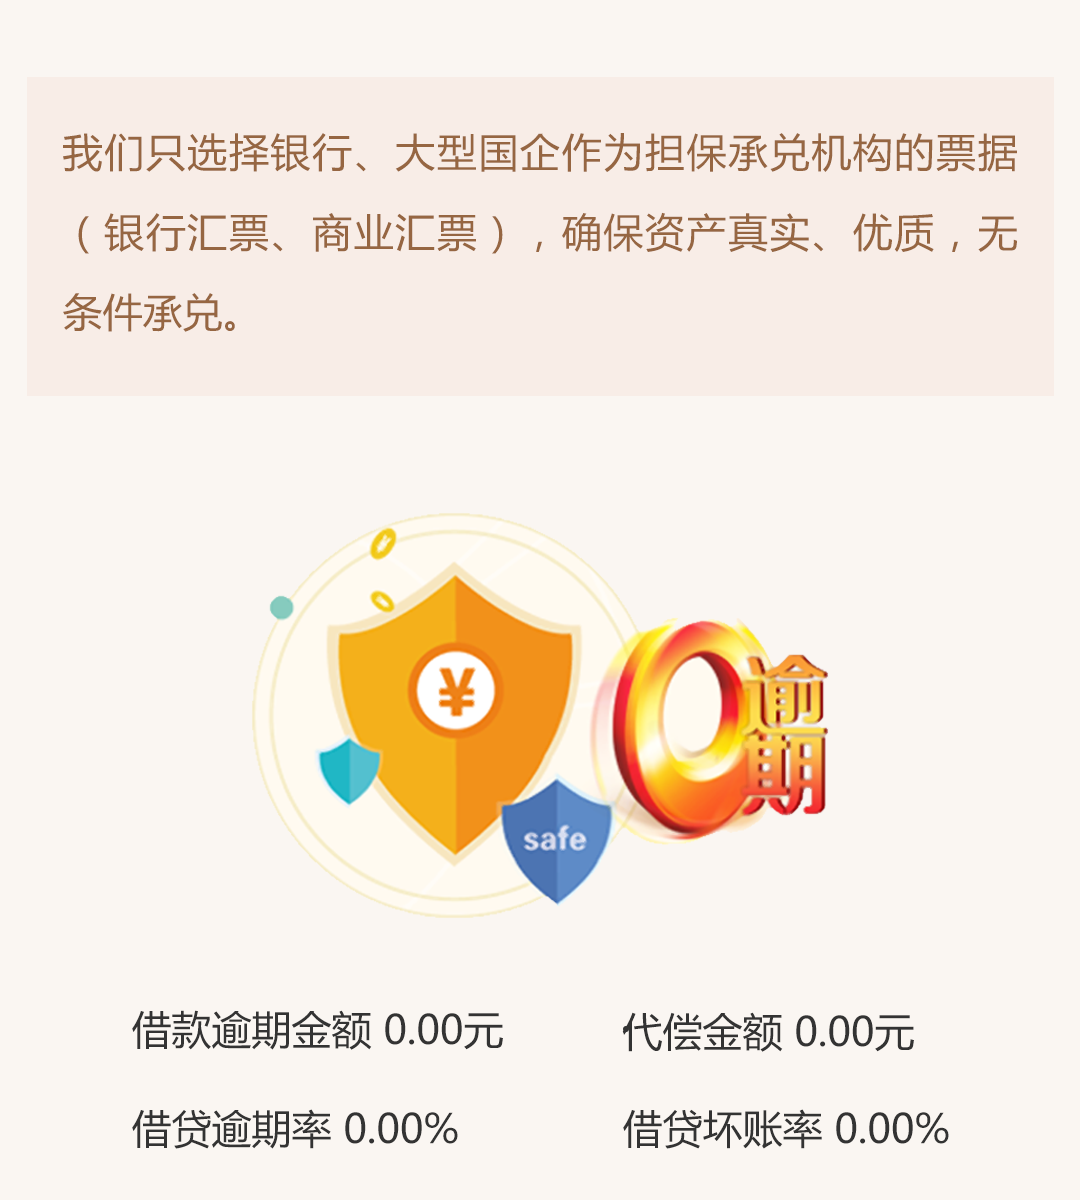 我们只选择银行、大型国企作为担保承兑机构的票据
（银行汇票、商业汇票），确保资产真实、优质，无
条件承兑。
¥
0逾期
safe
借款逾期金额 0.00元 代偿金额 0.00元
借贷逾期率 0.00% 借贷坏账率 0.00%